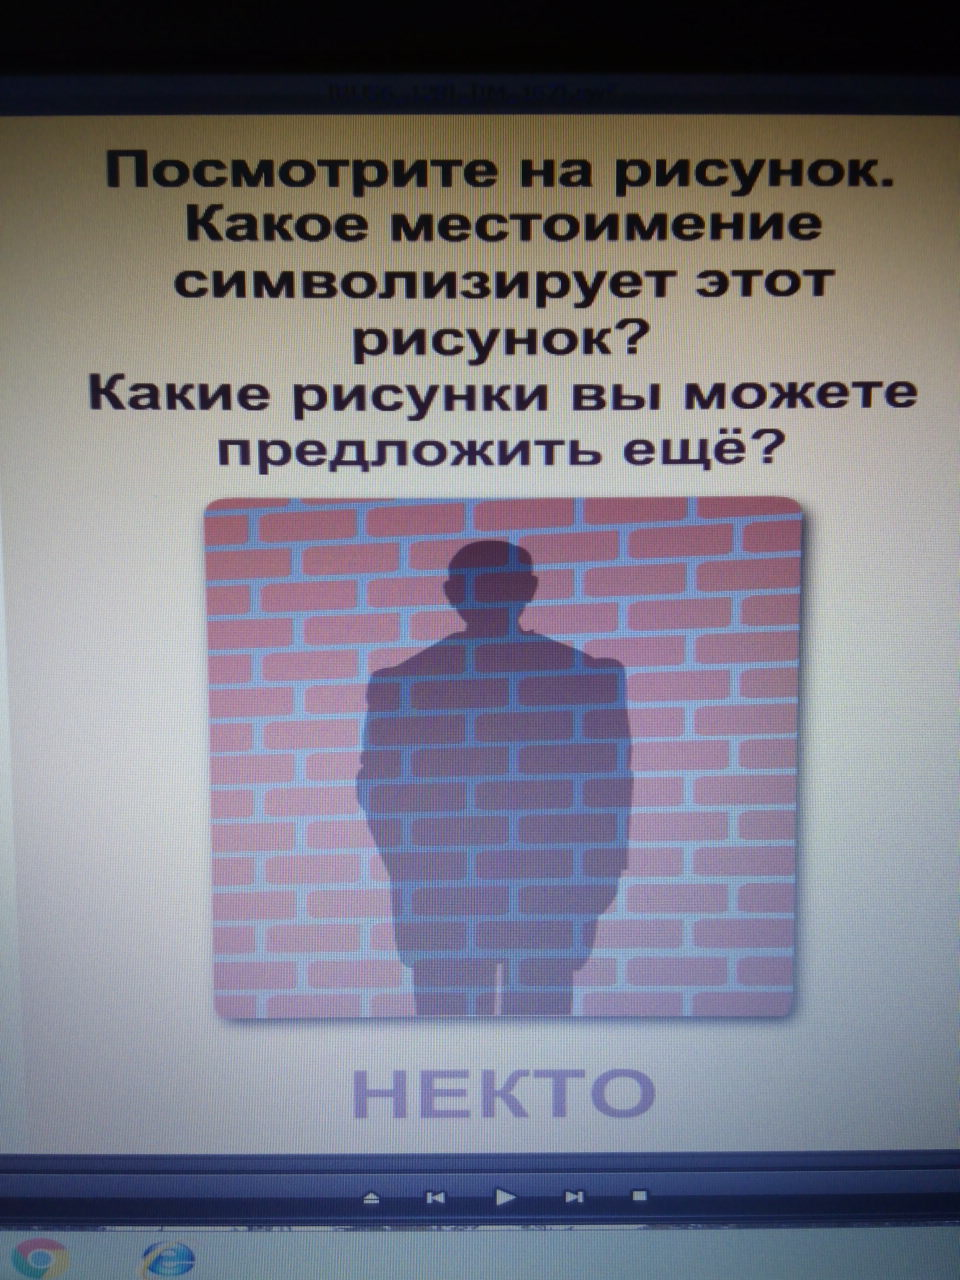 Посмотрите на рисунок.
Какое местоимение
символизирует этот
рисунок?
Какие рисунки вы можете
предложить ещё?
НЕКТО